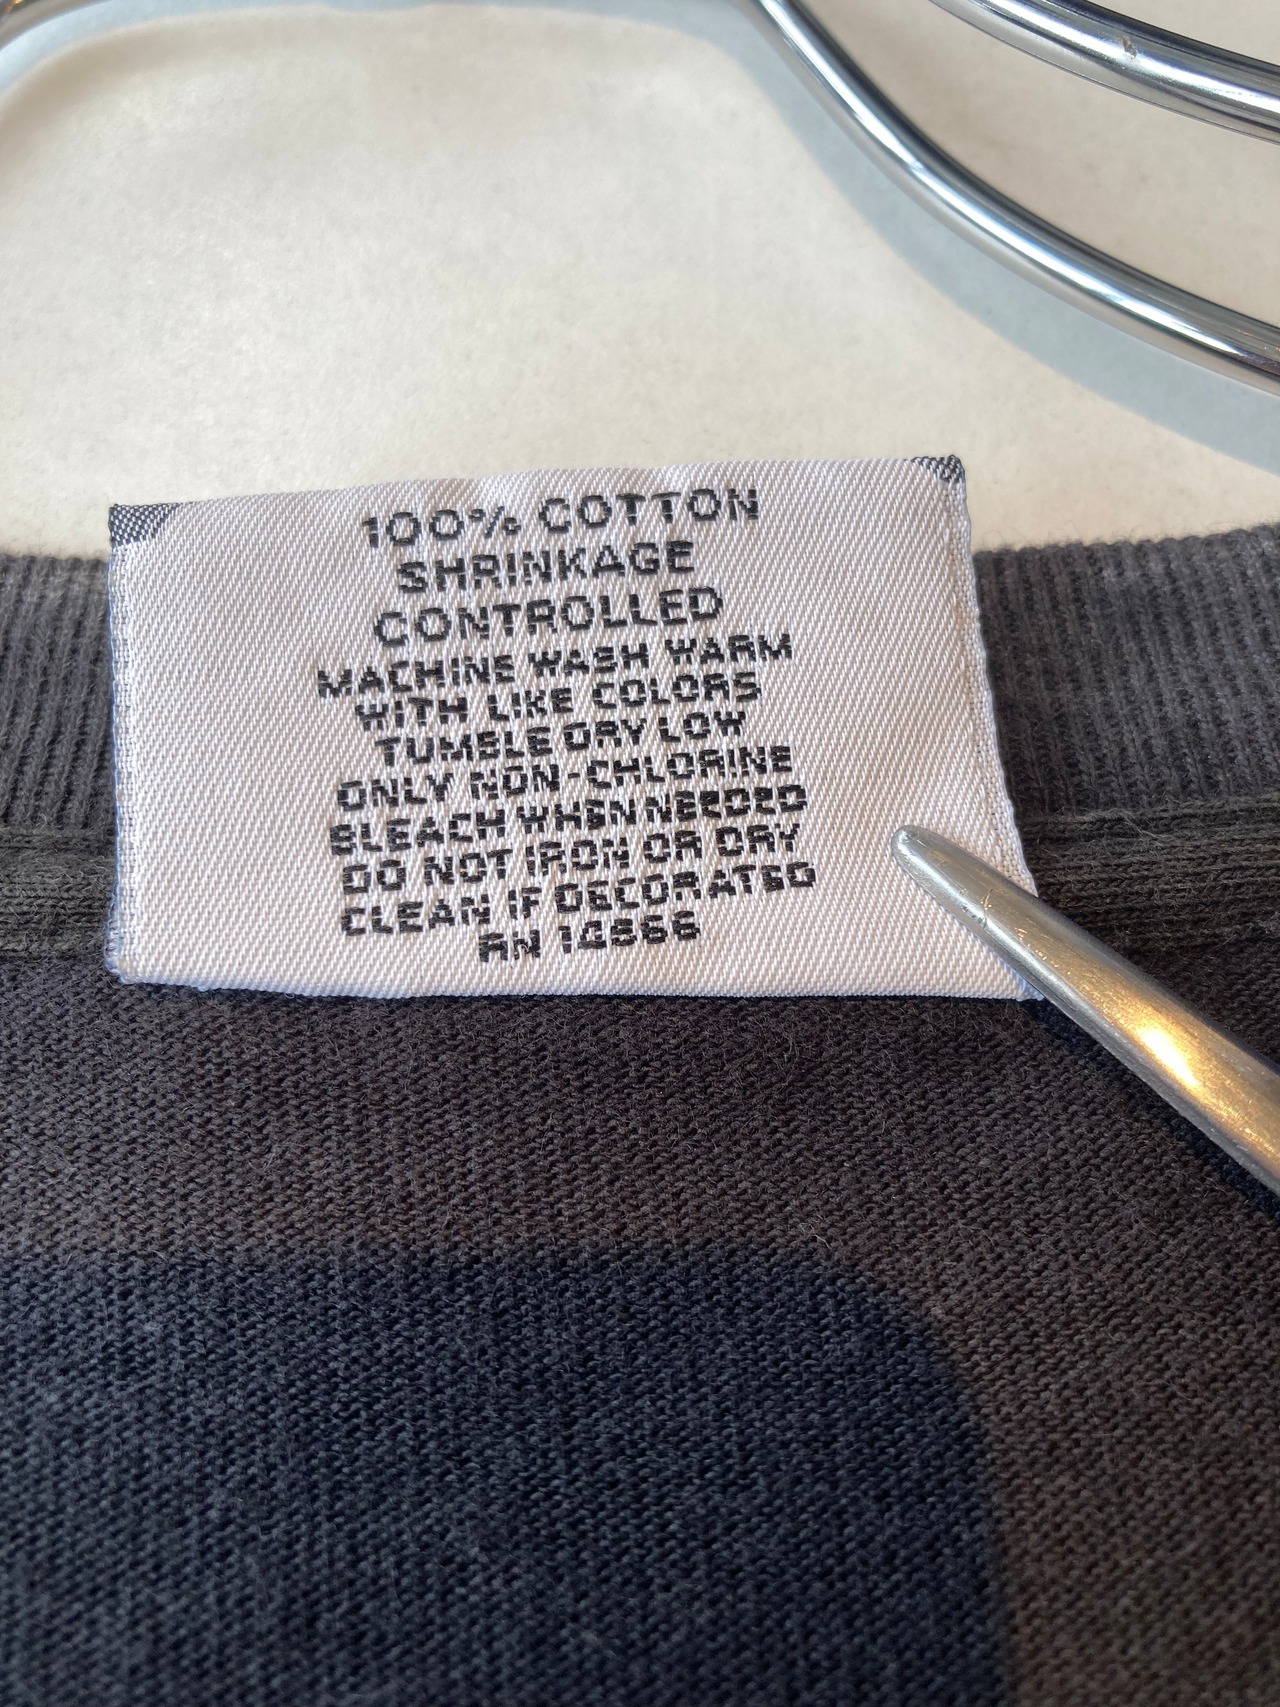 100% COTTON
SHRINKAGE
CONTROLLED
MACHINE WASH WARM
WITH LIKE COLORS
TUMBLE DRY LOW
ONLY NON-CHLORINE
BLEACH WHEN NEEDED
DO NOT IRON OR DRY
CLEAN IF DECORATED
RN